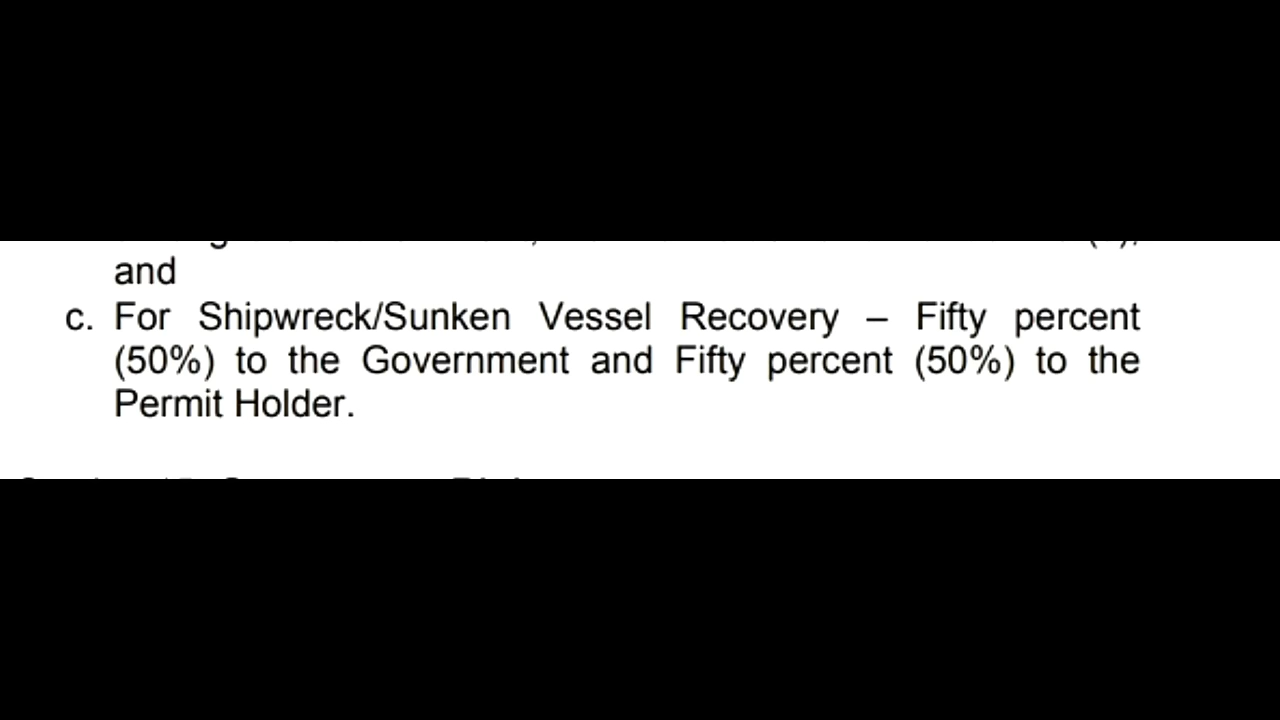 and
c. For Shipwreck/Sunken Vessel Recovery – Fifty percent
(50%) to the Government and Fifty percent (50%) to the
Permit Holder.